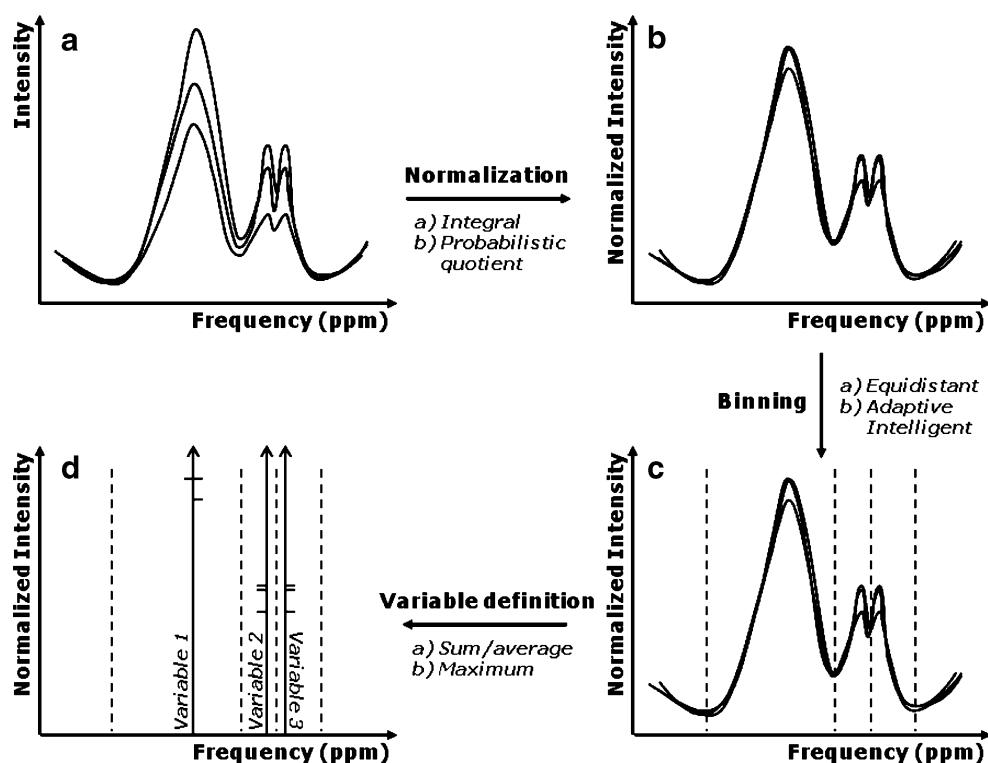 a
Intensity
Frequency (ppm)
Normalization
a) Integral
b) Probabilistic
quotient
b
Normalized Intensity
Frequency (ppm)
Binning
a) Equidistant
b) Adaptive
Intelligent
c
Normalized Intensity
Frequency (ppm)
Variable definition
a) Sum/average
b) Maximum
d
Normalized Intensity
Variable 1
Variable 2
Variable 3
Frequency (ppm)